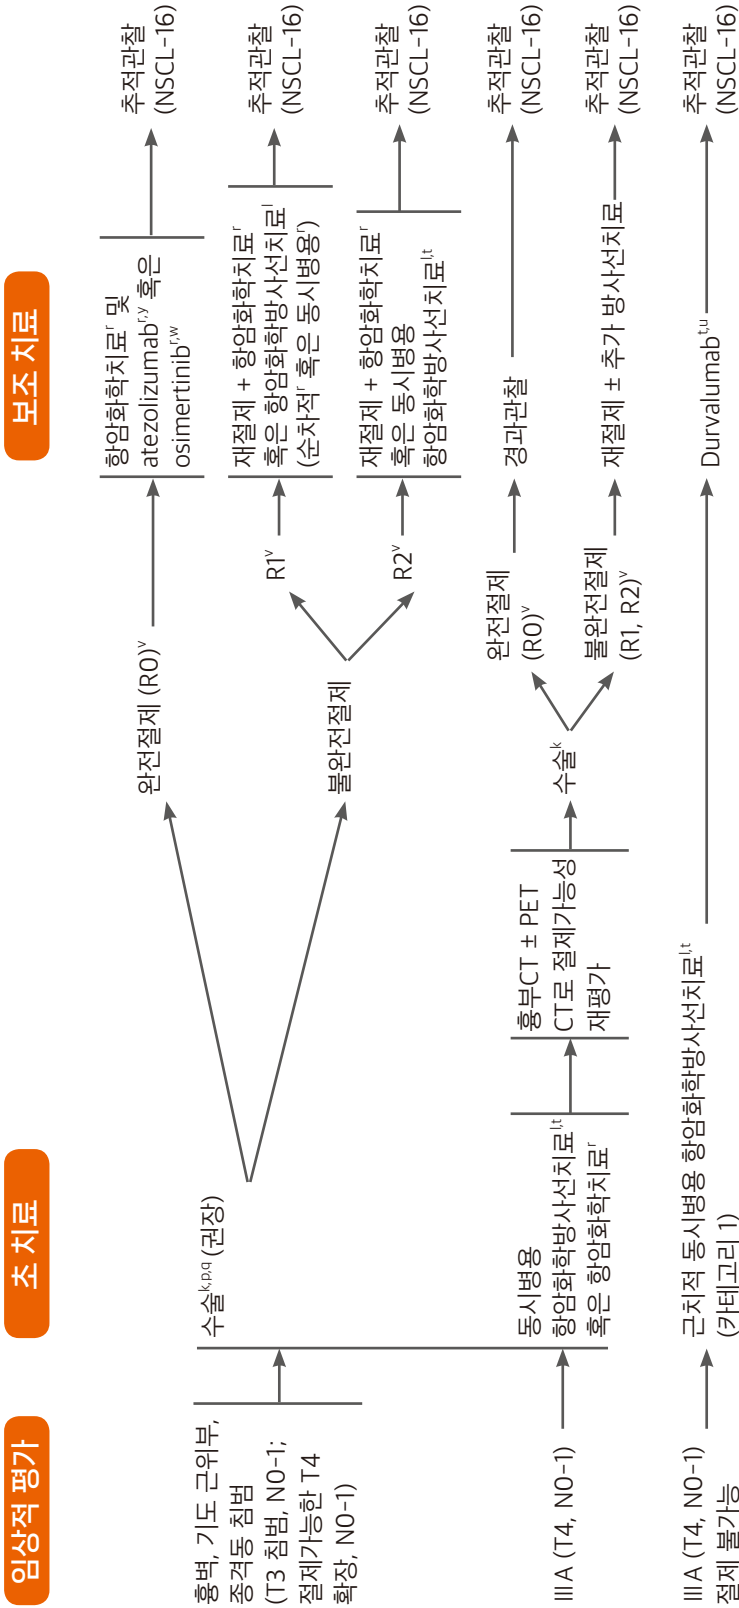 임상적 평가
초 치료
보조 치료
흉벽, 기도 근위부,
종격동 침범
(T3 침범, N0-1;
절제가능한 T4
확장, N0-1)
수술k,p,q (권장)
완전절제 (R0)v
항암화학치료r 및
atezolizumabr,y 혹은
osimertinibr,w
추적관찰
(NSCL-16)
불완전절제
R1v
재절제 + 항암화학치료r
혹은 항암화학방사선치료l
(순차적r 혹은 동시병용r)
추적관찰
(NSCL-16)
R2v
재절제 + 항암화학치료r
혹은 동시병용
항암화학방사선치료l,t
추적관찰
(NSCL-16)
IIIA (T4, N0-1)
동시병용
항암화학방사선치료l,t
혹은 항암화학치료r
흉부CT ± PET
CT로 절제가능성
재평가
수술k
완전절제
(R0)v
경과관찰
추적관찰
(NSCL-16)
불완전절제
(R1, R2)v
재절제 ± 추가 방사선치료
추적관찰
(NSCL-16)
IIIA (T4, N0-1)
절제 불가능
근치적 동시병용 항암화학방사선치료l,t
(카테고리 1)
Durvalumabt,u
추적관찰
(NSCL-16)